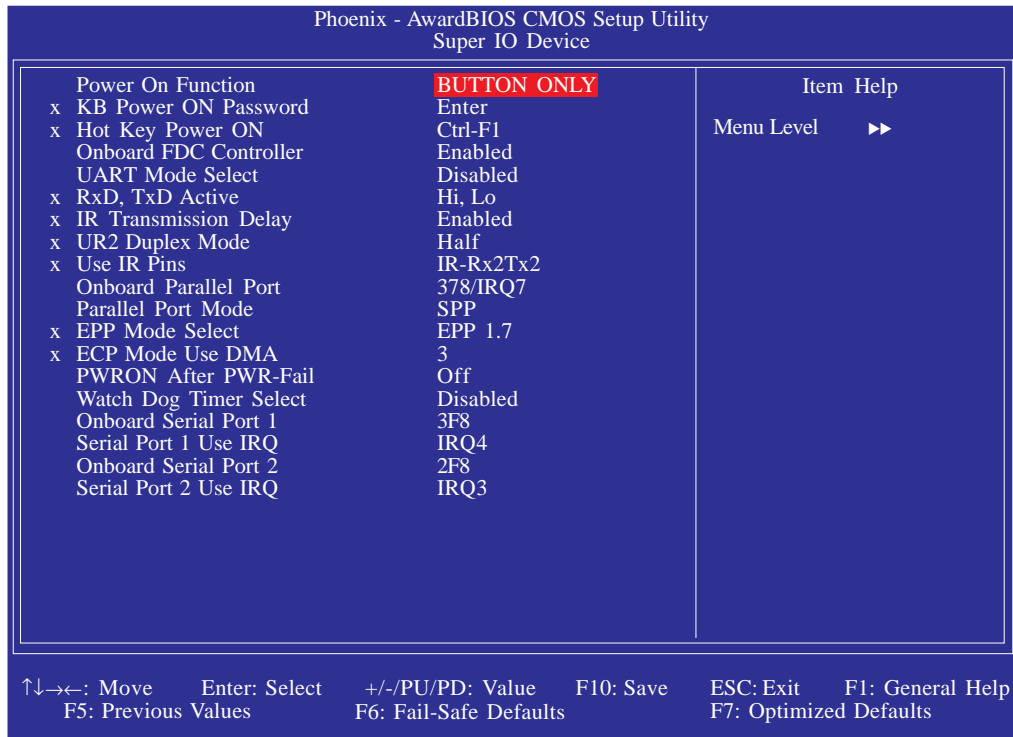 Phoenix - AwardBIOS CMOS Setup Utility
Super IO Device
Power On Function BUTTON ONLY
x KB Power ON Password Enter
x Hot Key Power ON Ctrl-F1
Onboard FDC Controller Enabled
UART Mode Select Disabled
x RxD, TxD Active Hi, Lo
x IR Transmission Delay Enabled
x UR2 Duplex Mode Half
x Use IR Pins IR-Rx2Tx2
Onboard Parallel Port 378/IRQ7
Parallel Port Mode SPP
x EPP Mode Select EPP 1.7
x ECP Mode Use DMA 3
PWRON After PWR-Fail Off
Watch Dog Timer Select Disabled
Onboard Serial Port 1 3F8
Serial Port 1 Use IRQ IRQ4
Onboard Serial Port 2 2F8
Serial Port 2 Use IRQ IRQ3
Item Help
Menu Level ▶▶
↑↓→←: Move Enter: Select +/-/PU/PD: Value F10: Save ESC: Exit F1: General Help
F5: Previous Values F6: Fail-Safe Defaults F7: Optimized Defaults